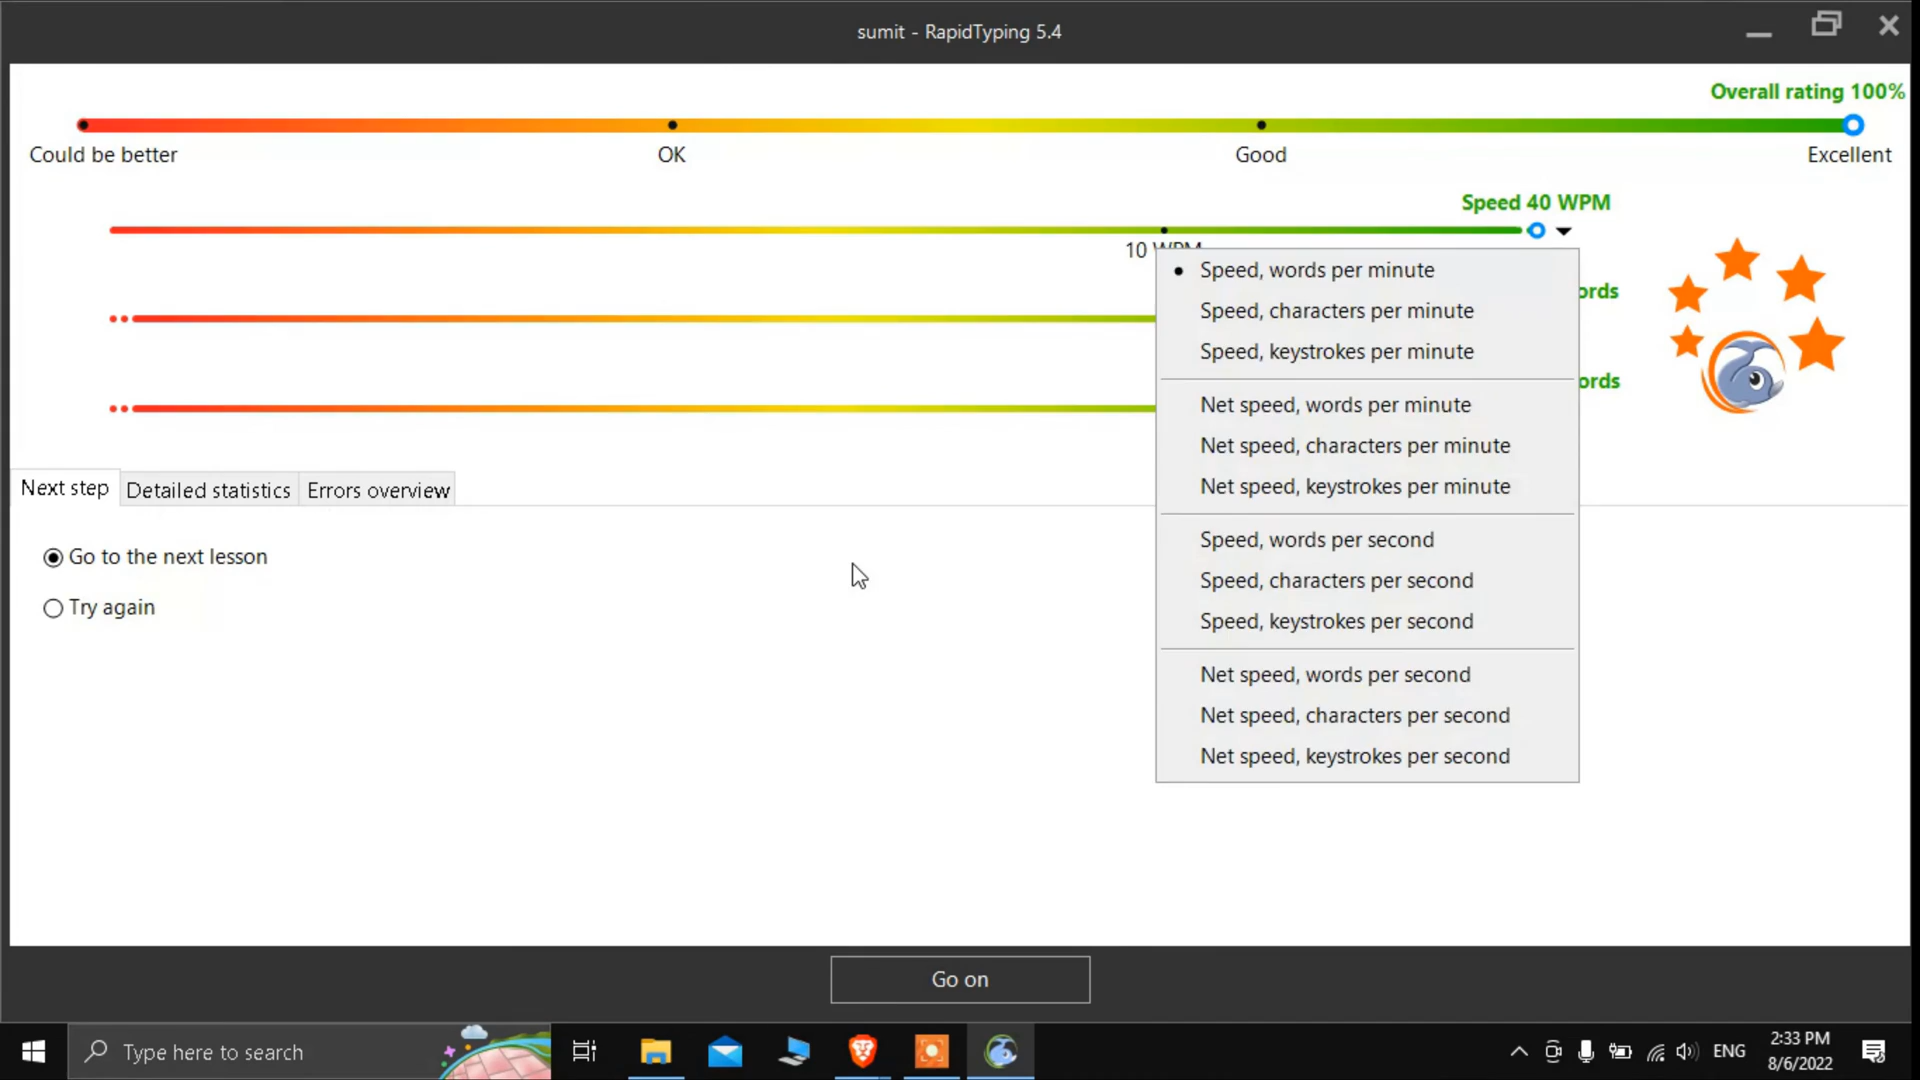 sumit - RapidTyping 5.4
Overall rating 100%
Could be better
OK
Good
Excellent
Speed 40 WPM
10 WPM
Speed, words per minute
Speed, characters per minute
Speed, keystrokes per minute
Net speed, words per minute
Net speed, characters per minute
Net speed, keystrokes per minute
Speed, words per second
Speed, characters per second
Speed, keystrokes per second
Net speed, words per second
Net speed, characters per second
Net speed, keystrokes per second
ords
ords
Next step
Detailed statistics
Errors overview
Go to the next lesson
Try again
Go on
Type here to search
ENG
2:33 PM
8/6/2022